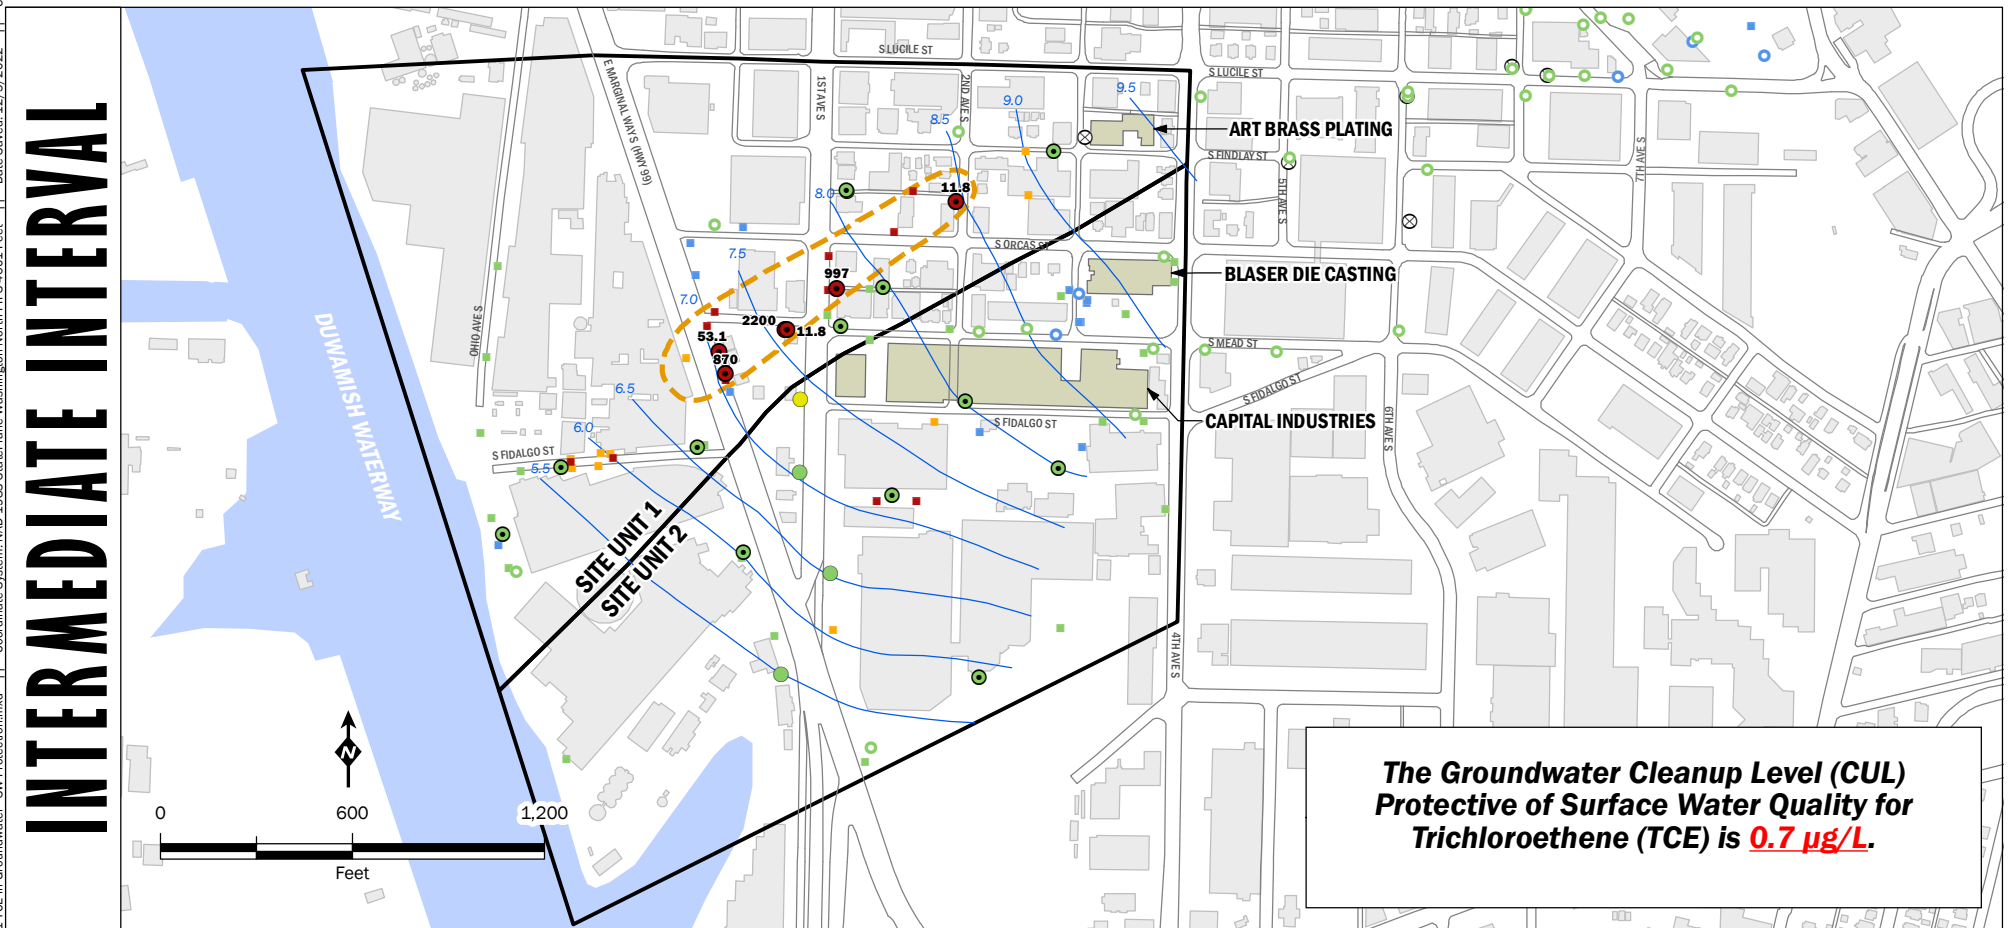 INTERMEDIATE INTERVAL
S LUCILE ST
S LUCILE ST
E MARGINAL WAY S (HWY 99)
1ST AVE S
2ND AVE S
9.0
9.5
8.5
ART BRASS PLATING
S FINDLAY ST
5TH AVE S
7TH AVE S
11.8
8.0
S ORCAS ST
7.5
997
BLASER DIE CASTING
7.0
DUWAMISH WATERWAY
OHIO AVE S
2200
11.8
53.1
870
S MEAD ST
S FIDALGO ST
6.5
6.0
S FIDALGO ST
CAPITAL INDUSTRIES
6TH AVE S
S FIDALGO ST
5.5
SITE UNIT 1
SITE UNIT 2
4TH AVE S
N
0
600
1,200
Feet
The Groundwater Cleanup Level (CUL)
Protective of Surface Water Quality for
Trichloroethene (TCE) is 0.7 µg/L.